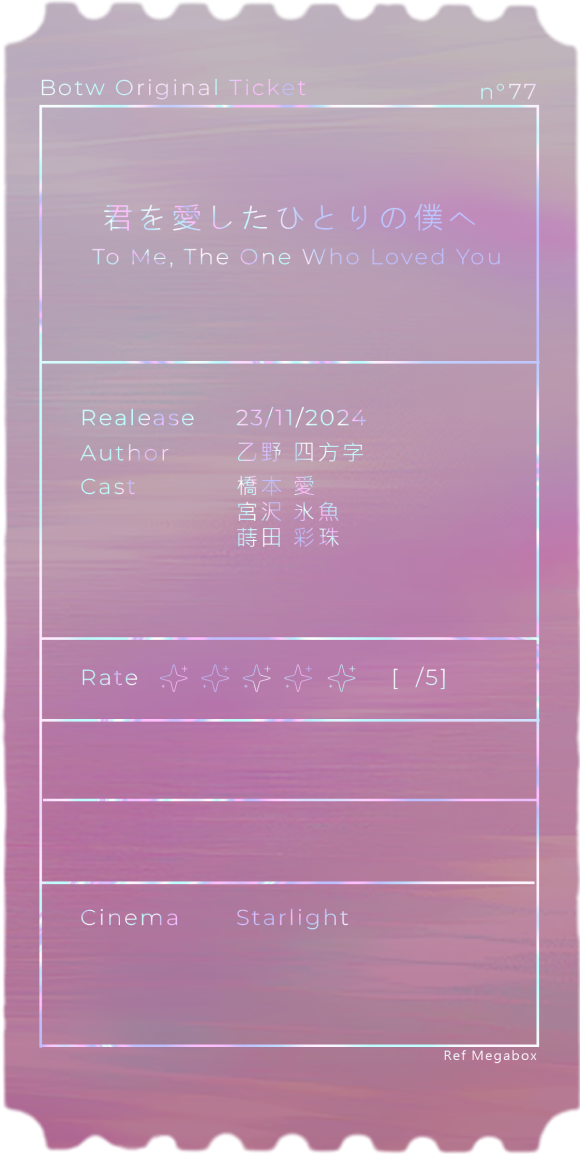 Botw Original Ticket
n°77
君を愛したひとりの僕へ
To Me, The One Who Loved You
Realease 23/11/2024
Author 乙野 四方字
Cast 橋本 愛
宮沢 氷魚
蒔田 彩珠
Rate [ /5]
Cinema Starlight
Ref Megabox